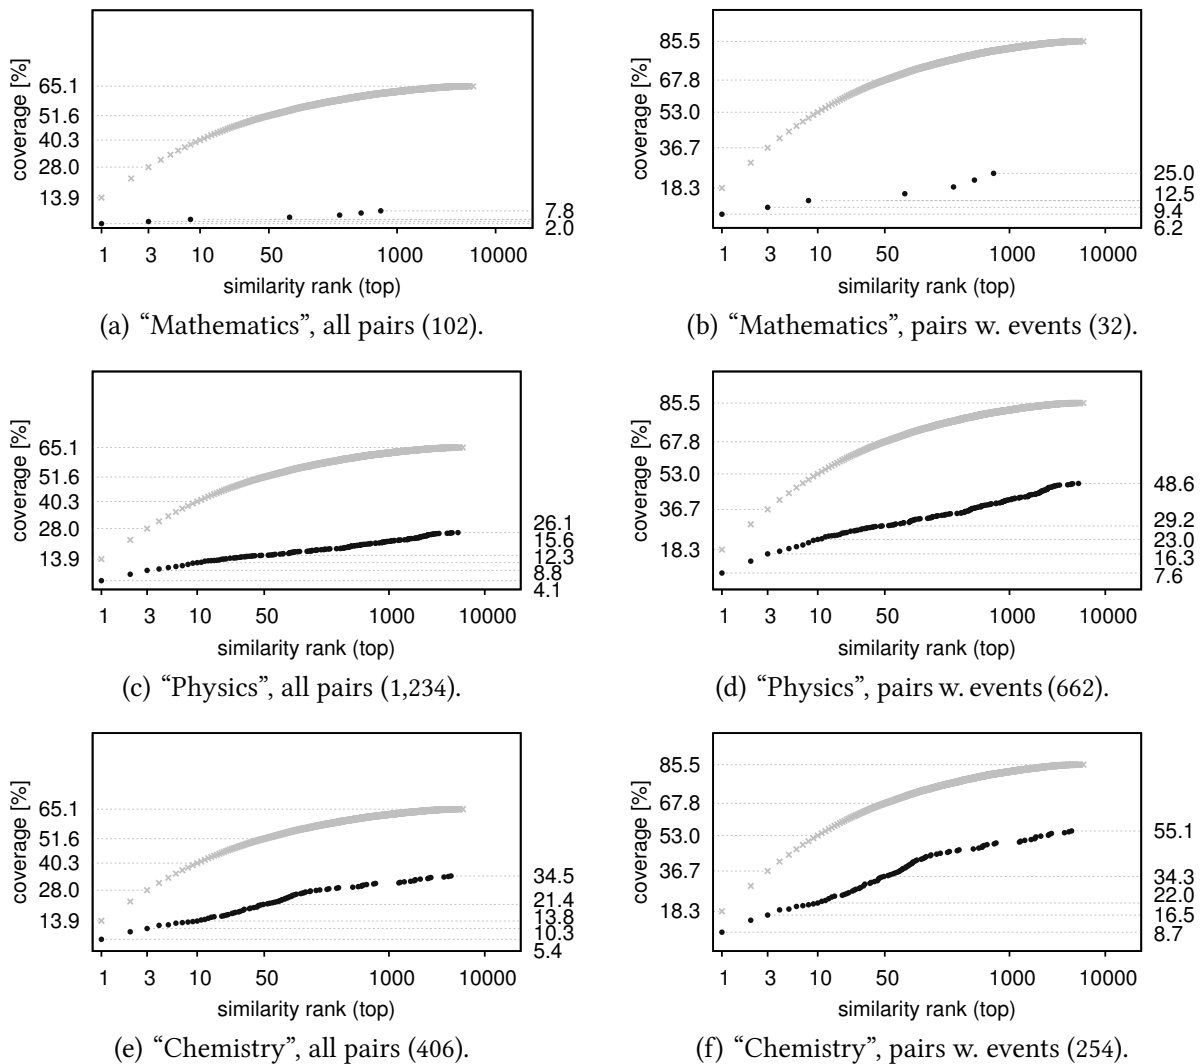 coverage [%]
65.1
51.6
40.3
28.0
13.9
7.8
2.0
1 3 10 50 1000 10000
similarity rank (top)
(a) “Mathematics”, all pairs (102).
coverage [%]
85.5
67.8
53.0
36.7
18.3
25.0
12.5
9.4
6.2
1 3 10 50 1000 10000
similarity rank (top)
(b) “Mathematics”, pairs w. events (32).
coverage [%]
65.1
51.6
40.3
28.0
13.9
26.1
15.6
12.3
8.8
4.1
1 3 10 50 1000 10000
similarity rank (top)
(c) “Physics”, all pairs (1,234).
coverage [%]
85.5
67.8
53.0
36.7
18.3
48.6
29.2
23.0
16.3
7.6
1 3 10 50 1000 10000
similarity rank (top)
(d) “Physics”, pairs w. events (662).
coverage [%]
65.1
51.6
40.3
28.0
13.9
34.5
21.4
13.8
10.3
5.4
1 3 10 50 1000 10000
similarity rank (top)
(e) “Chemistry”, all pairs (406).
coverage [%]
85.5
67.8
53.0
36.7
18.3
55.1
34.3
22.0
16.5
8.7
1 3 10 50 1000 10000
similarity rank (top)
(f) “Chemistry”, pairs w. events (254).